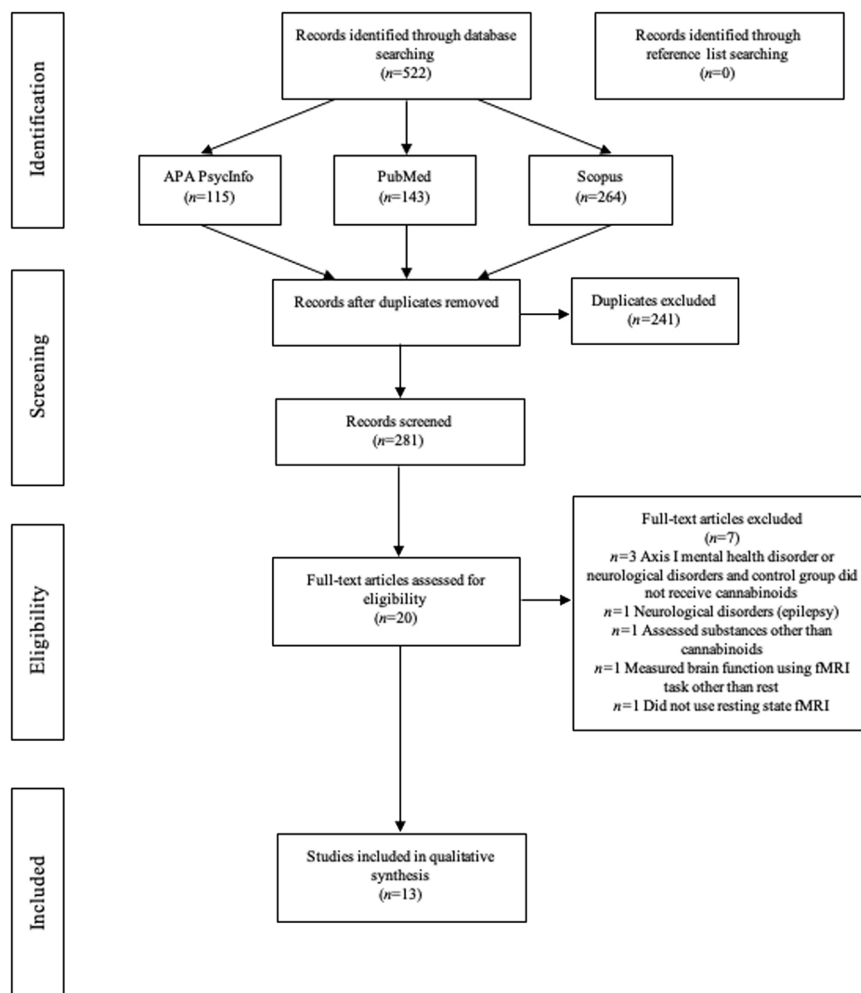 Identification
Records identified through database
searching
(n=522)
Records identified through
reference list searching
(n=0)
APA PsycInfo
(n=115)
PubMed
(n=143)
Scopus
(n=264)
Screening
Records after duplicates removed
Duplicates excluded
(n=241)
Records screened
(n=281)
Eligibility
Full-text articles assessed for
eligibility
(n=20)
Full-text articles excluded
(n=7)
n=3 Axis I mental health disorder or
neurological disorders and control group did
not receive cannabinoids
n=1 Neurological disorders (epilepsy)
n=1 Assessed substances other than
cannabinoids
n=1 Measured brain function using fMRI
task other than rest
n=1 Did not use resting state fMRI
Included
Studies included in qualitative
synthesis
(n=13)